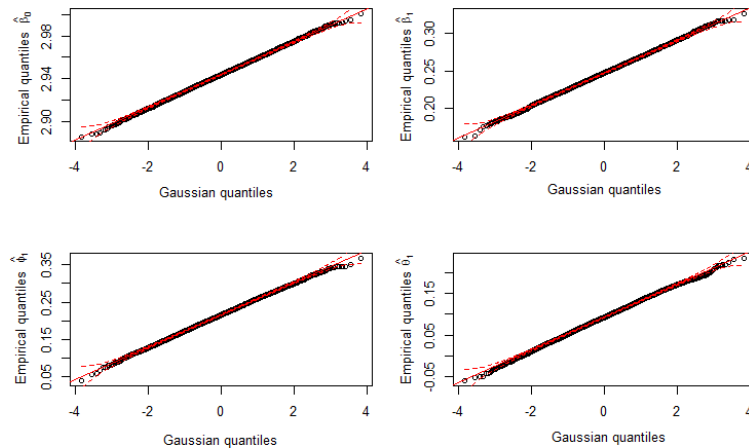 Empirical quantiles β̂₀
2.98
2.94
2.90
-4 -2 0 2 4
Gaussian quantiles
Empirical quantiles β̂₁
0.30
0.25
0.20
-4 -2 0 2 4
Gaussian quantiles
Empirical quantiles ϕ̂₁
0.35
0.25
0.15
0.05
-4 -2 0 2 4
Gaussian quantiles
Empirical quantiles θ̂₁
0.15
0.05
-0.05
-4 -2 0 2 4
Gaussian quantiles